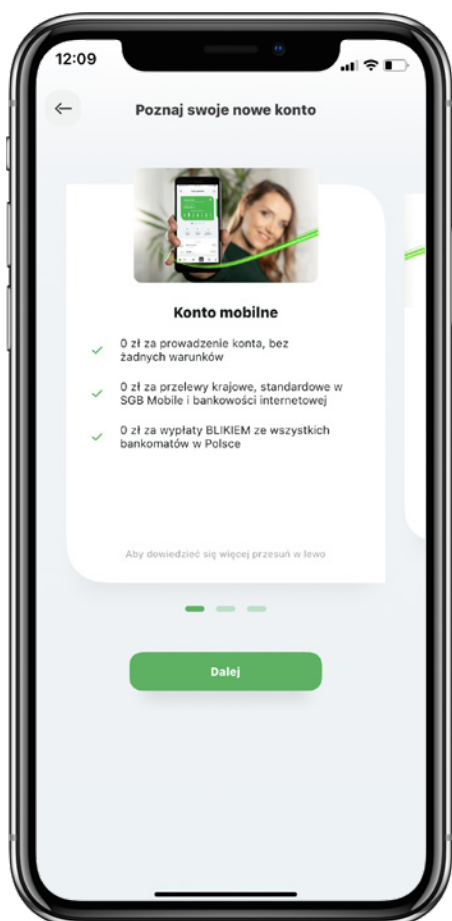 12:09
Poznaj swoje nowe konto
Konto mobilne
0 zł za prowadzenie konta, bez
żadnych warunków
0 zł za przelewy krajowe, standardowe w
SGB Mobile i bankowości internetowej
0 zł za wypłaty BLIKIEM ze wszystkich
bankomatów w Polsce
Aby dowiedzieć się więcej przesuń w lewo
Dalej